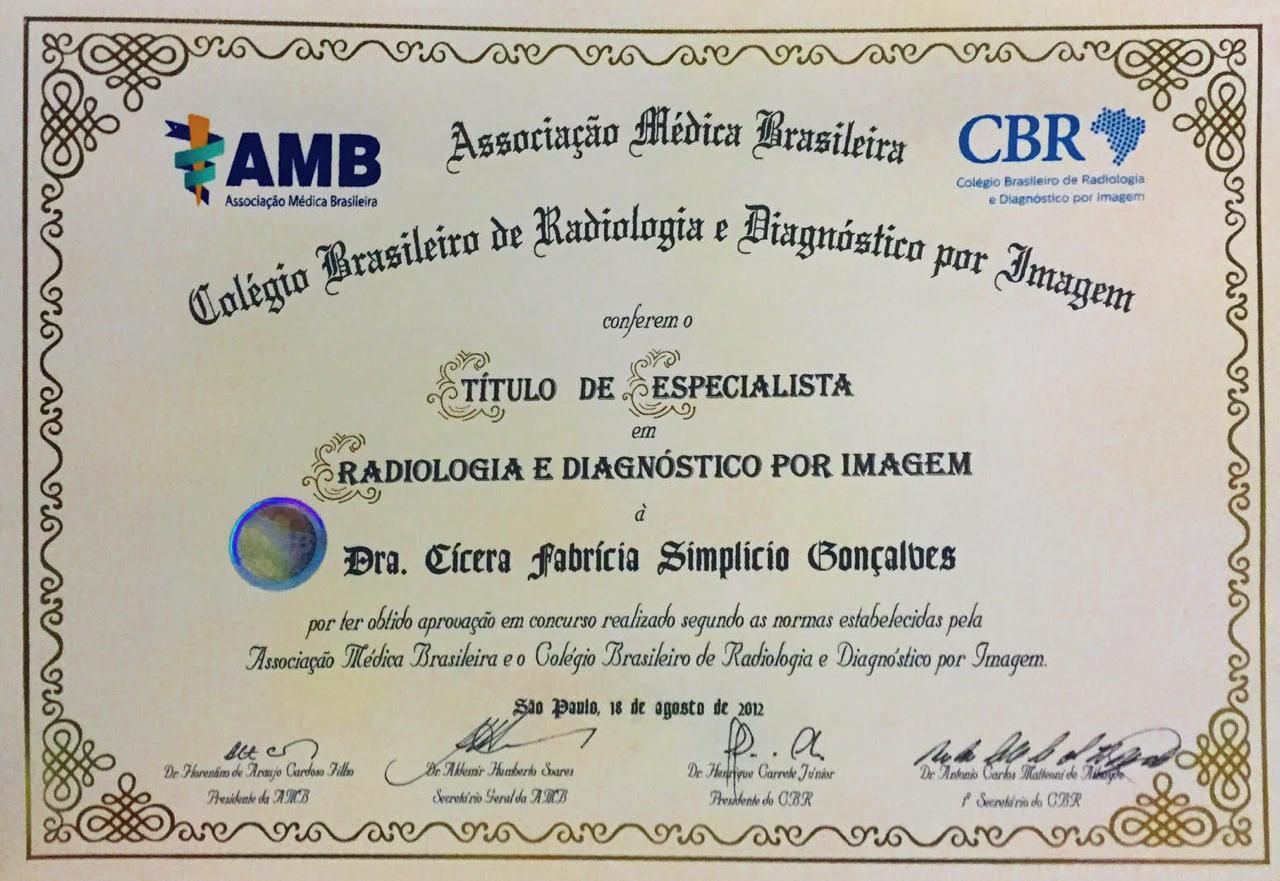 AMB
Associação Médica Brasileira
Associação Médica Brasileira
CBR
Colégio Brasileiro de Radiologia
e Diagnóstico por Imagem
Colégio Brasileiro de Radiologia e Diagnóstico por Imagem
conferem o
TÍTULO DE ESPECIALISTA
em
RADIOLOGIA E DIAGNÓSTICO POR IMAGEM
à
Dra. Cícera Fabrícia Simplicio Gonçalves
por ter obtido aprovação em concurso realizado segundo as normas estabelecidas pela
Associação Médica Brasileira e o Colégio Brasileiro de Radiologia e Diagnóstico por Imagem.
São Paulo, 18 de agosto de 2012
Dr. Florentino de Araujo Cardoso Filho
Presidente da AMB
Dr. Aldemir Humberto Soares
Secretário Geral da AMB
Dr. Henrique Carrete Júnior
Presidente do CBR
Dr. Antonio Carlos Matteoni de Athayde
1º Secretário do CBR